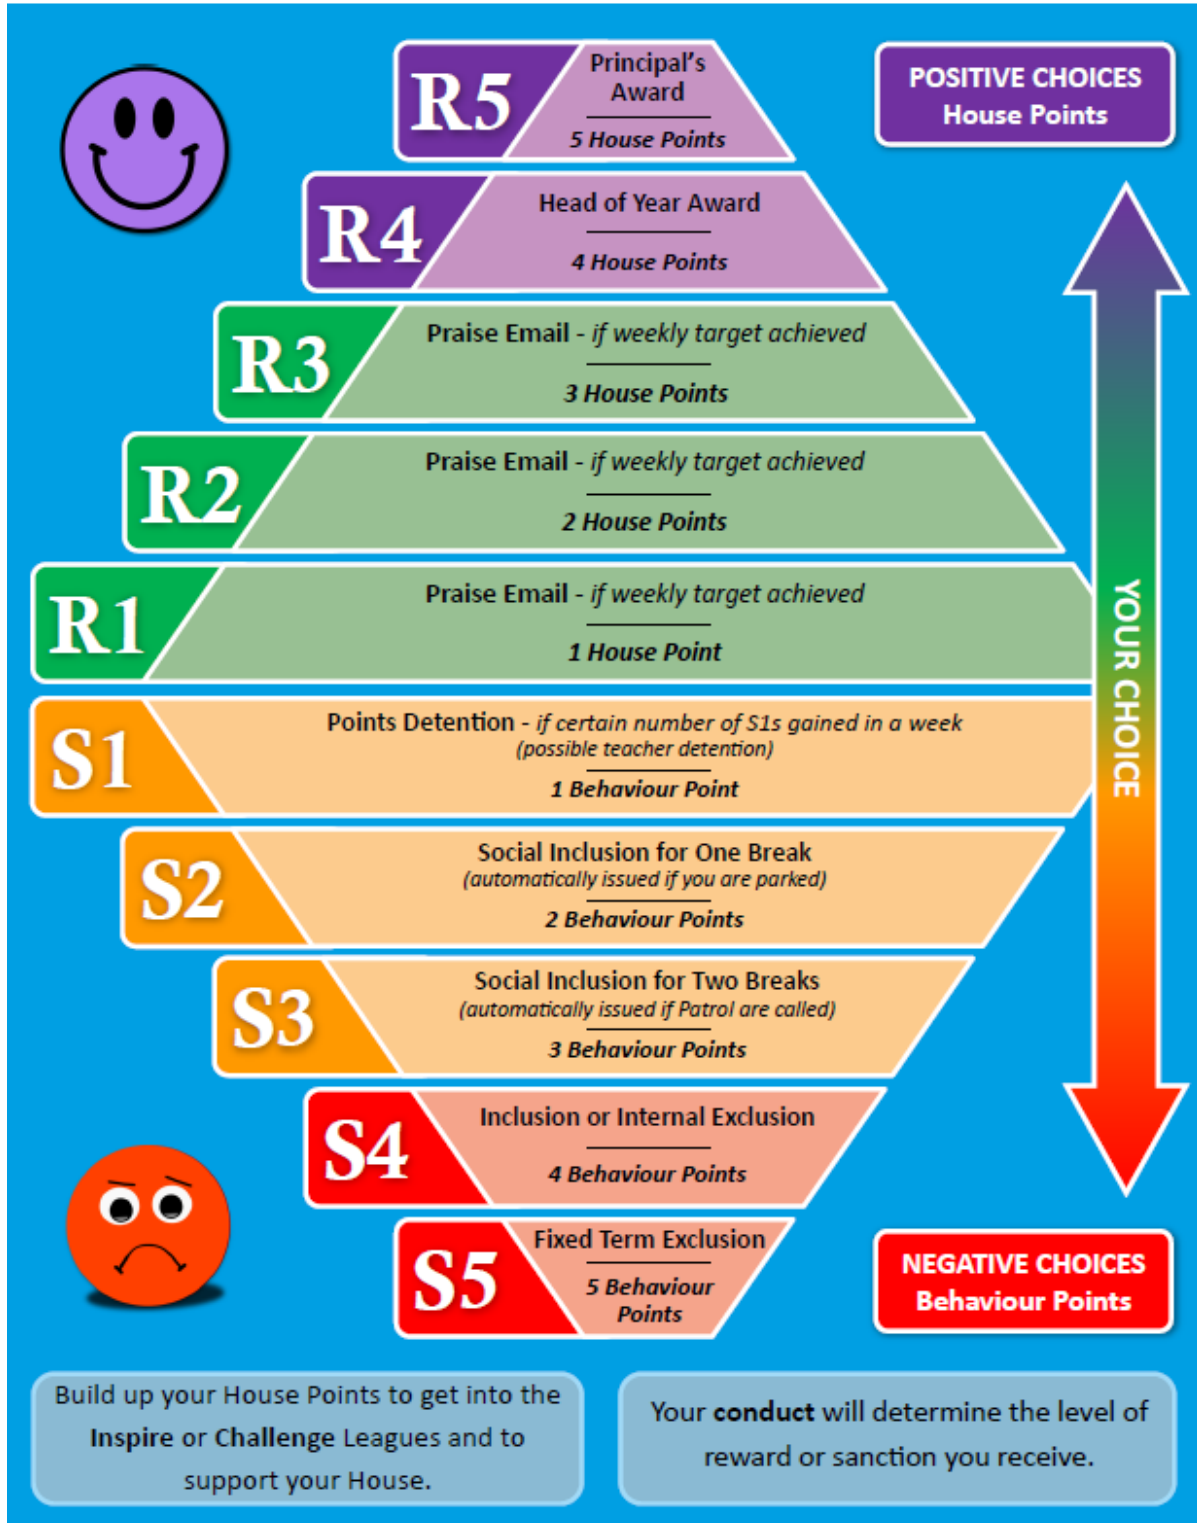 R5
Principal's
Award
5 House Points
POSITIVE CHOICES
House Points
R4
Head of Year Award
4 House Points
R3
Praise Email - if weekly target achieved
3 House Points
R2
Praise Email - if weekly target achieved
2 House Points
R1
Praise Email - if weekly target achieved
1 House Point
YOUR CHOICE
S1
Points Detention - if certain number of S1s gained in a week
(possible teacher detention)
1 Behaviour Point
S2
Social Inclusion for One Break
(automatically issued if you are parked)
2 Behaviour Points
S3
Social Inclusion for Two Breaks
(automatically issued if Patrol are called)
3 Behaviour Points
S4
Inclusion or Internal Exclusion
4 Behaviour Points
S5
Fixed Term Exclusion
5 Behaviour
Points
NEGATIVE CHOICES
Behaviour Points
Build up your House Points to get into the
Inspire or Challenge Leagues and to
support your House.
Your conduct will determine the level of
reward or sanction you receive.